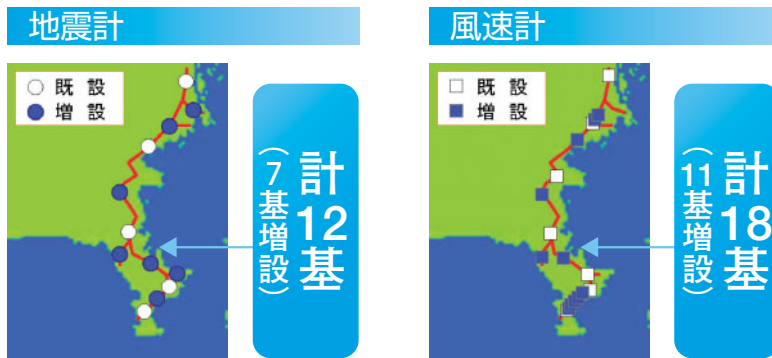 地震計
既 設
増 設
計12基
(7基増設)
風速計
既 設
増 設
計18基
(11基増設)